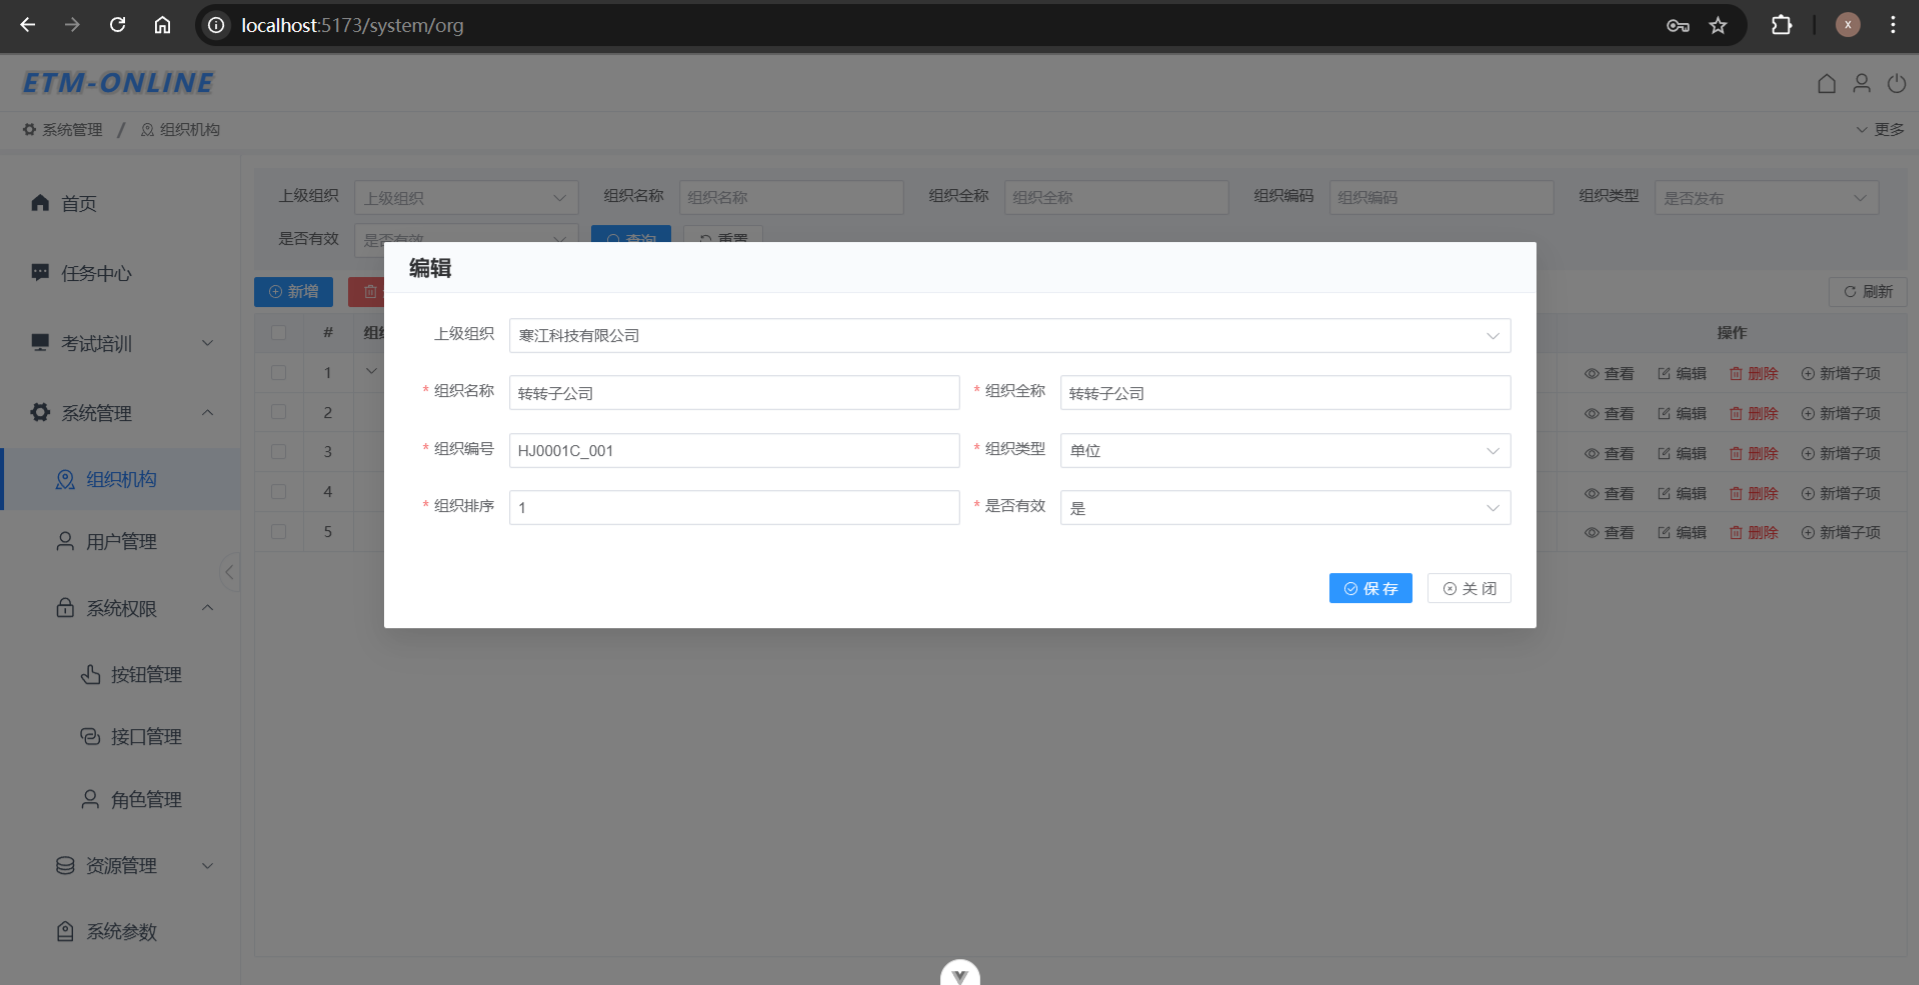 localhost:5173/system/org
x
ETM-ONLINE
系统管理 / 组织机构
更多
首页
任务中心
考试培训
系统管理
组织机构
用户管理
系统权限
按钮管理
接口管理
角色管理
资源管理
系统参数
上级组织 上级组织 组织名称 组织名称 组织全称 组织全称 组织编码 组织编码 组织类型 是否发布
是否有效 是否有效 查询 重置
新增
刷新
# 组织
操作
1 查看 编辑 删除 新增子项
2 查看 编辑 删除 新增子项
3 查看 编辑 删除 新增子项
4 查看 编辑 删除 新增子项
5 查看 编辑 删除 新增子项
编辑
上级组织 寒江科技有限公司
* 组织名称 转转子公司 * 组织全称 转转子公司
* 组织编号 HJ0001C_001 * 组织类型 单位
* 组织排序 1 * 是否有效 是
保存 关闭